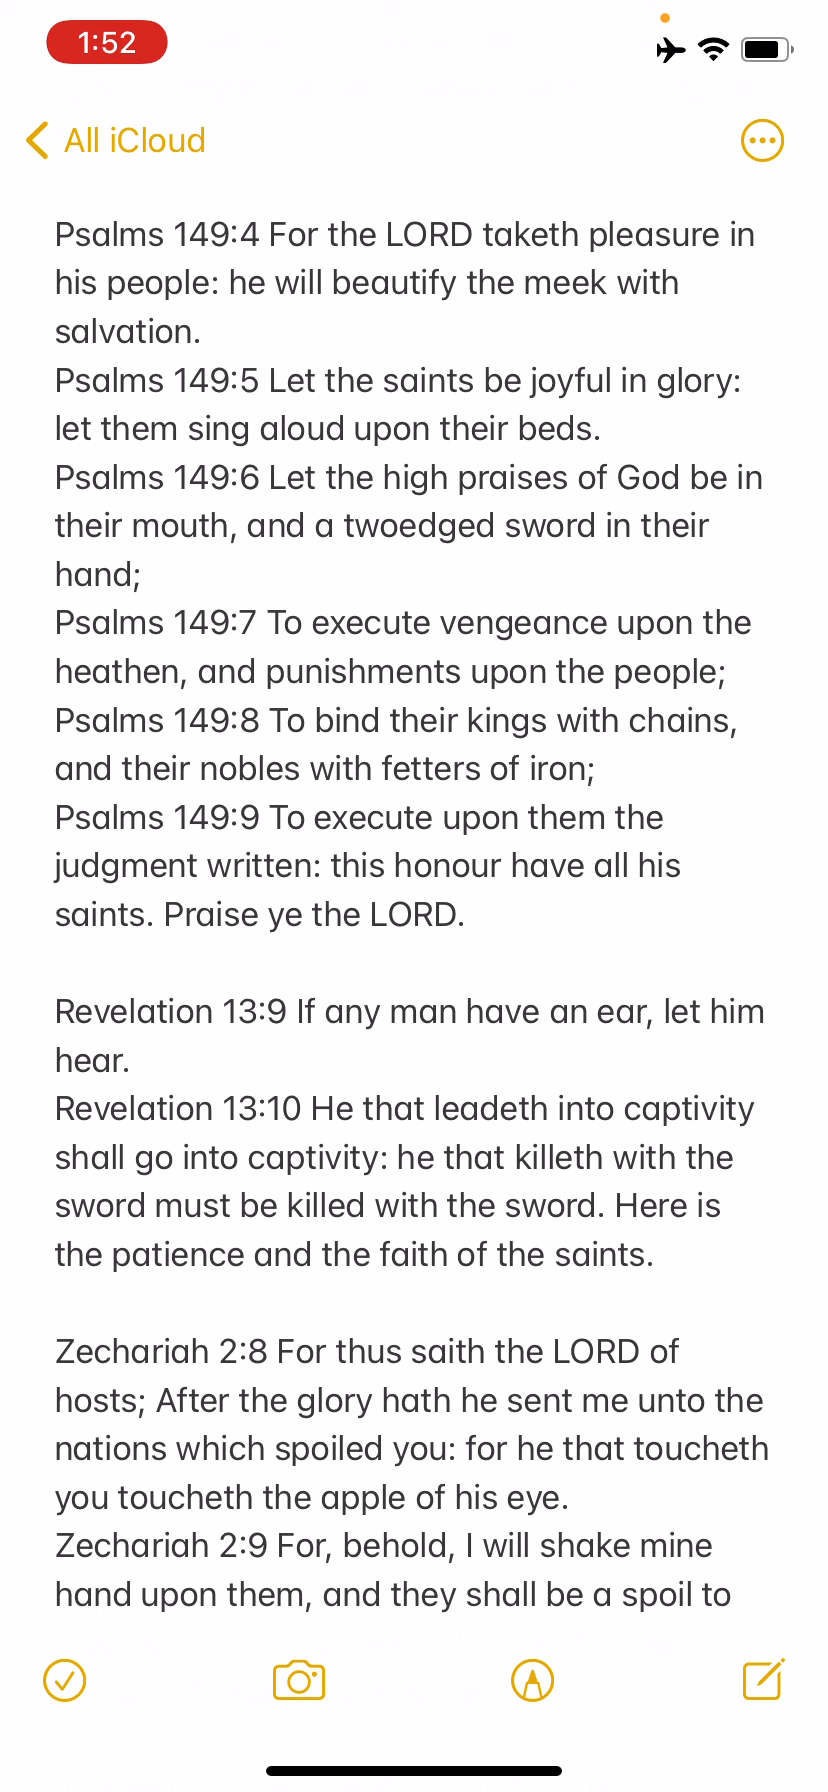 1:52
All iCloud
Psalms 149:4 For the LORD taketh pleasure in
his people: he will beautify the meek with
salvation.
Psalms 149:5 Let the saints be joyful in glory:
let them sing aloud upon their beds.
Psalms 149:6 Let the high praises of God be in
their mouth, and a twoedged sword in their
hand;
Psalms 149:7 To execute vengeance upon the
heathen, and punishments upon the people;
Psalms 149:8 To bind their kings with chains,
and their nobles with fetters of iron;
Psalms 149:9 To execute upon them the
judgment written: this honour have all his
saints. Praise ye the LORD.
Revelation 13:9 If any man have an ear, let him
hear.
Revelation 13:10 He that leadeth into captivity
shall go into captivity: he that killeth with the
sword must be killed with the sword. Here is
the patience and the faith of the saints.
Zechariah 2:8 For thus saith the LORD of
hosts; After the glory hath he sent me unto the
nations which spoiled you: for he that toucheth
you toucheth the apple of his eye.
Zechariah 2:9 For, behold, I will shake mine
hand upon them, and they shall be a spoil to